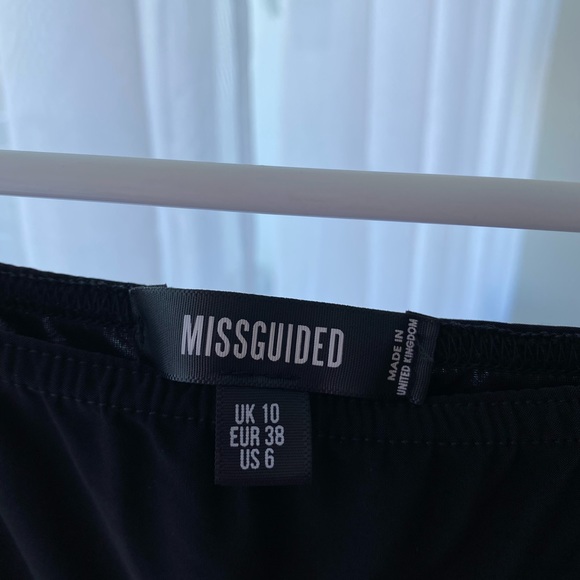 MISSGUIDED
MADE IN
UNITED KINGDOM
UK 10
EUR 38
US 6